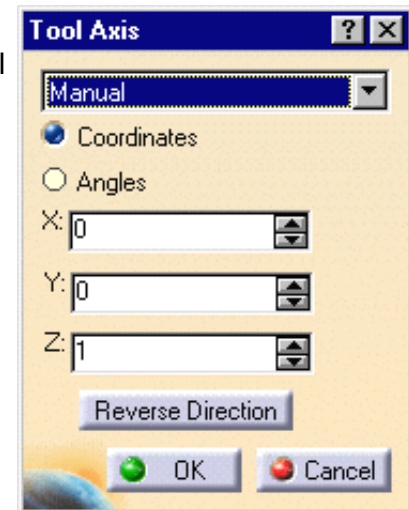 Tool Axis ? ×
l
Manual
Coordinates
Angles
X: 0
Y: 0
Z: 1
Reverse Direction
OK Cancel